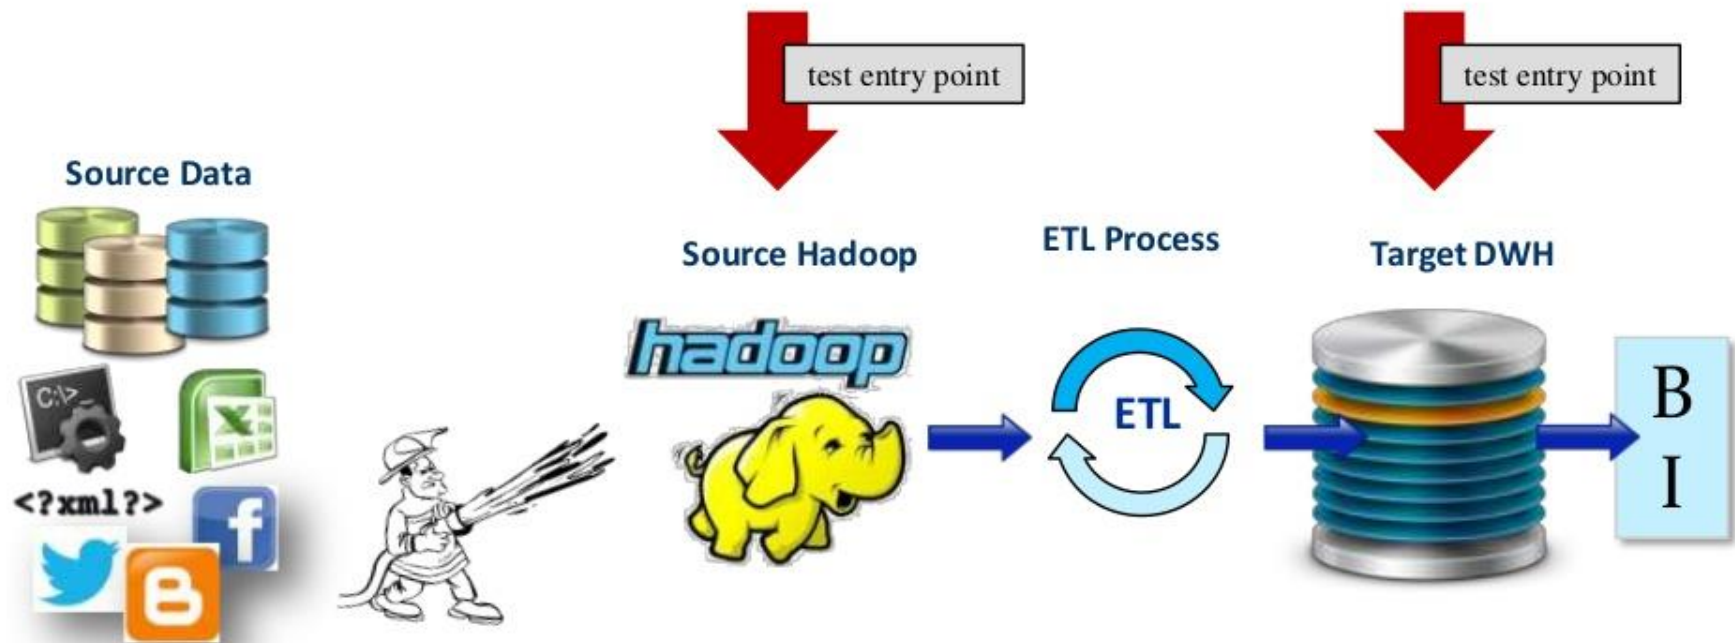 test entry point
test entry point
Source Data
Source Hadoop
ETL Process
Target DWH
hadoop
C:\>
X
ETL
B
I
<?xml?>
f
B